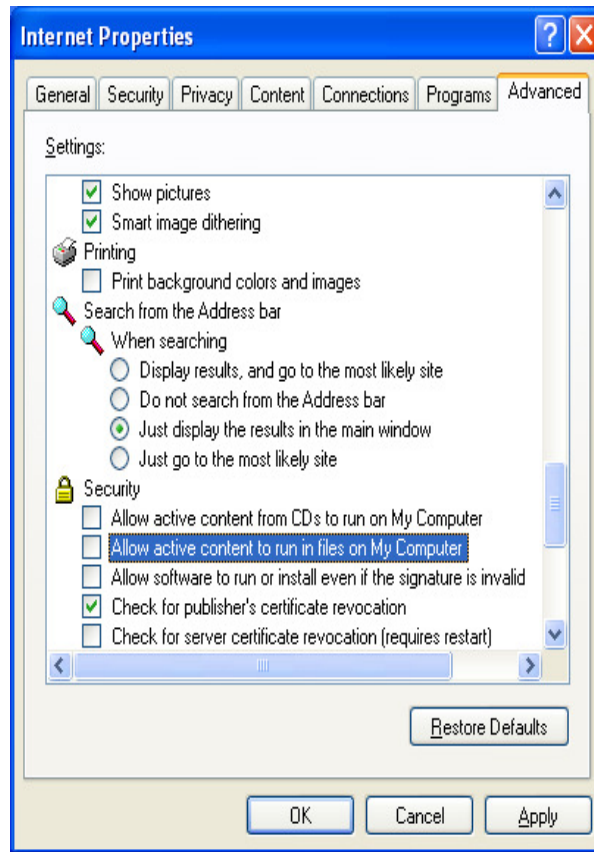 Internet Properties
General Security Privacy Content Connections Programs Advanced
Settings:
Show pictures
Smart image dithering
Printing
Print background colors and images
Search from the Address bar
When searching
Display results, and go to the most likely site
Do not search from the Address bar
Just display the results in the main window
Just go to the most likely site
Security
Allow active content from CDs to run on My Computer
Allow active content to run in files on My Computer
Allow software to run or install even if the signature is invalid
Check for publisher's certificate revocation
Check for server certificate revocation (requires restart)
Restore Defaults
OK Cancel Apply